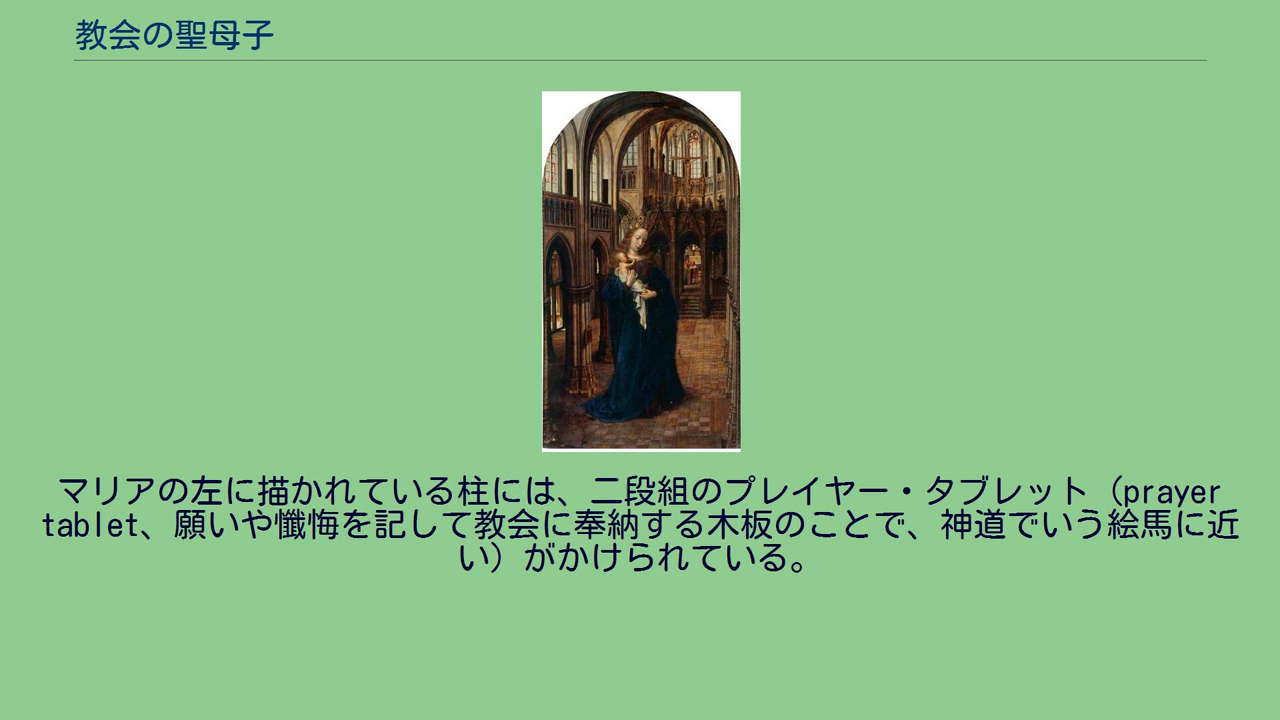 教会の聖母子
マリアの左に描かれている柱には、二段組のプレイヤー・タブレット（prayer
tablet、願いや懺悔を記して教会に奉納する木板のことで、神道でいう絵馬に近
い）がかけられている。